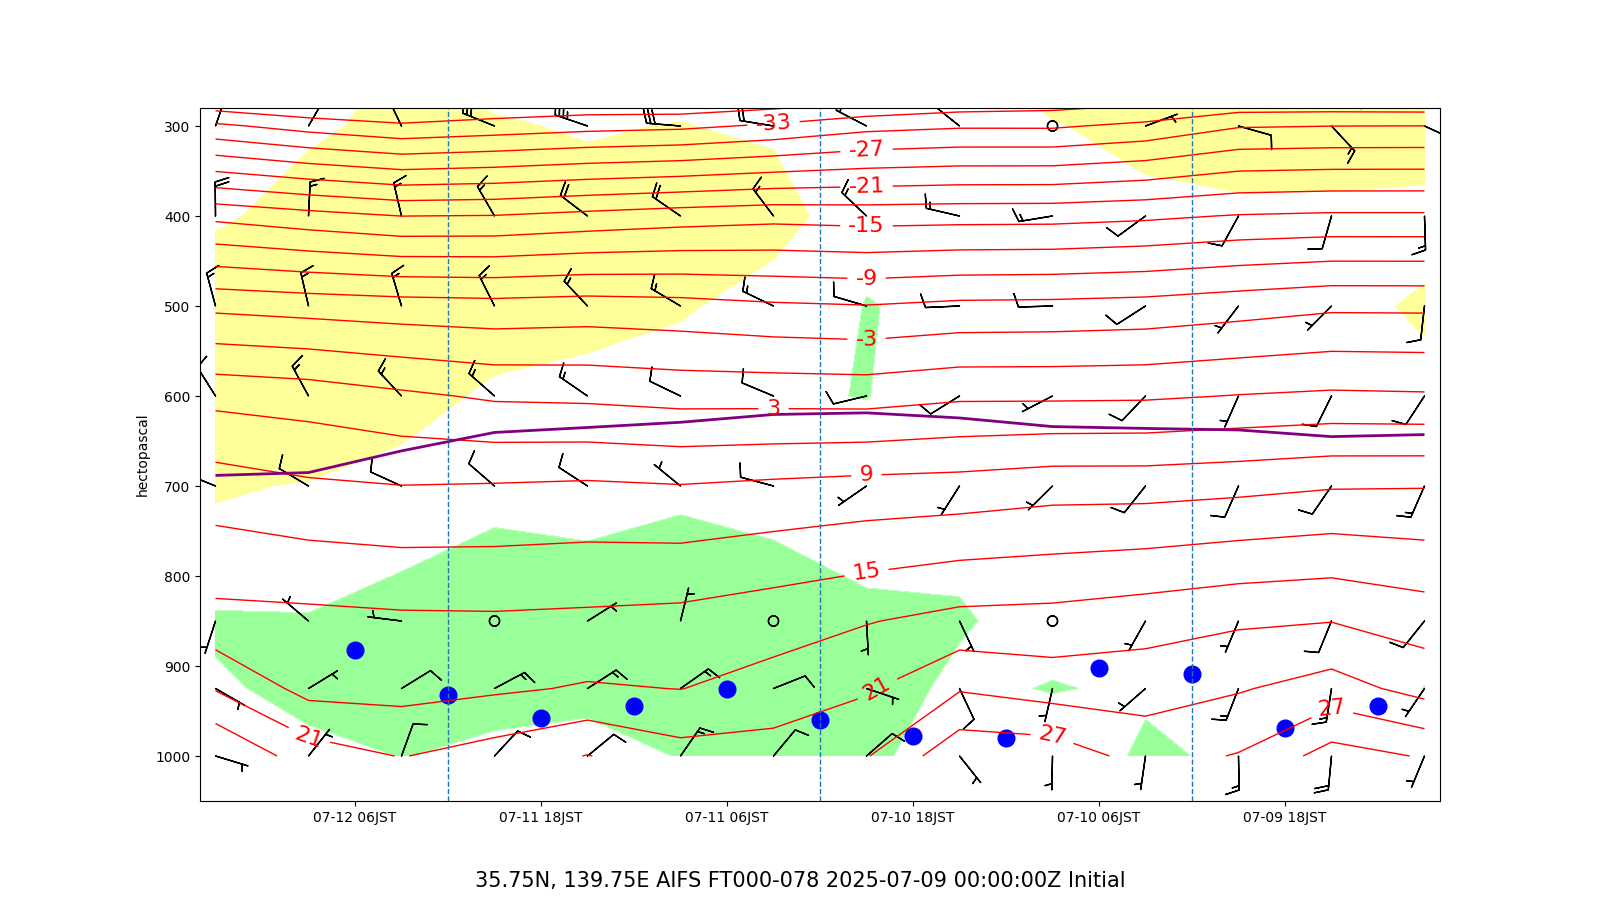 300
400
500
600
700
800
900
1000
hectopascal
-33
-27
-21
-15
-9
-3
3
9
15
21
21
27
27
07-12 06JST
07-11 18JST
07-11 06JST
07-10 18JST
07-10 06JST
07-09 18JST
35.75N, 139.75E AIFS FT000-078 2025-07-09 00:00:00Z Initial